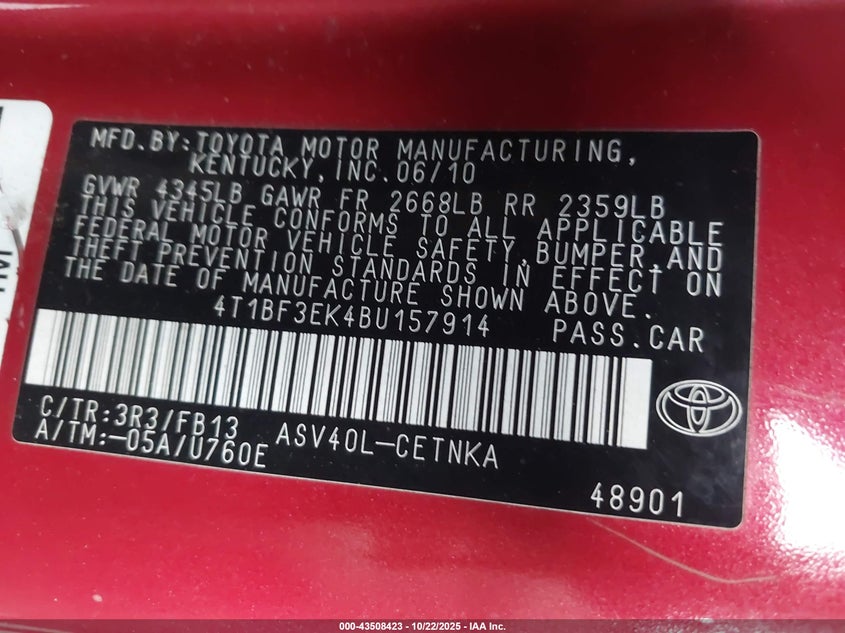 MFD.BY:TOYOTA MOTOR MANUFACTURING,
KENTUCKY,INC.06/10
GVWR 4345LB GAWR FR 2668LB RR 2359LB
THIS VEHICLE CONFORMS TO ALL APPLICABLE
FEDERAL MOTOR VEHICLE SAFETY,BUMPER,AND
THEFT PREVENTION STANDARDS IN EFFECT ON
THE DATE OF MANUFACTURE SHOWN ABOVE.
4T1BF3EK4BU157914 PASS.CAR
C/TR:3R3/FB13
A/TM:-05A/U760E
ASV40L-CETNKA
48901
000-43508423 • 10/22/2025 • IAA Inc.